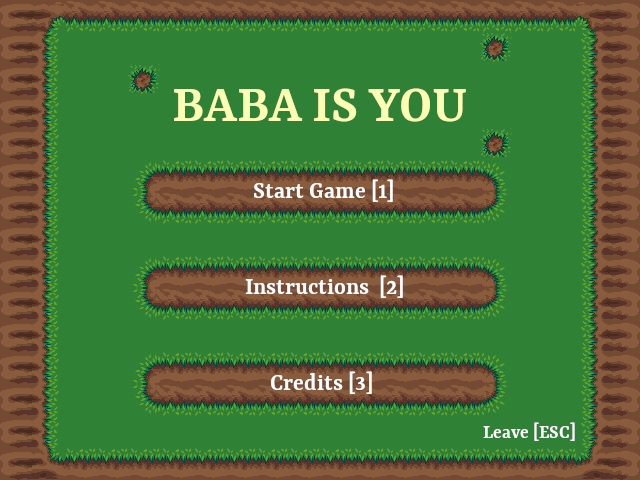 BABA IS YOU
Start Game [1]
Instructions [2]
Credits [3]
Leave [ESC]